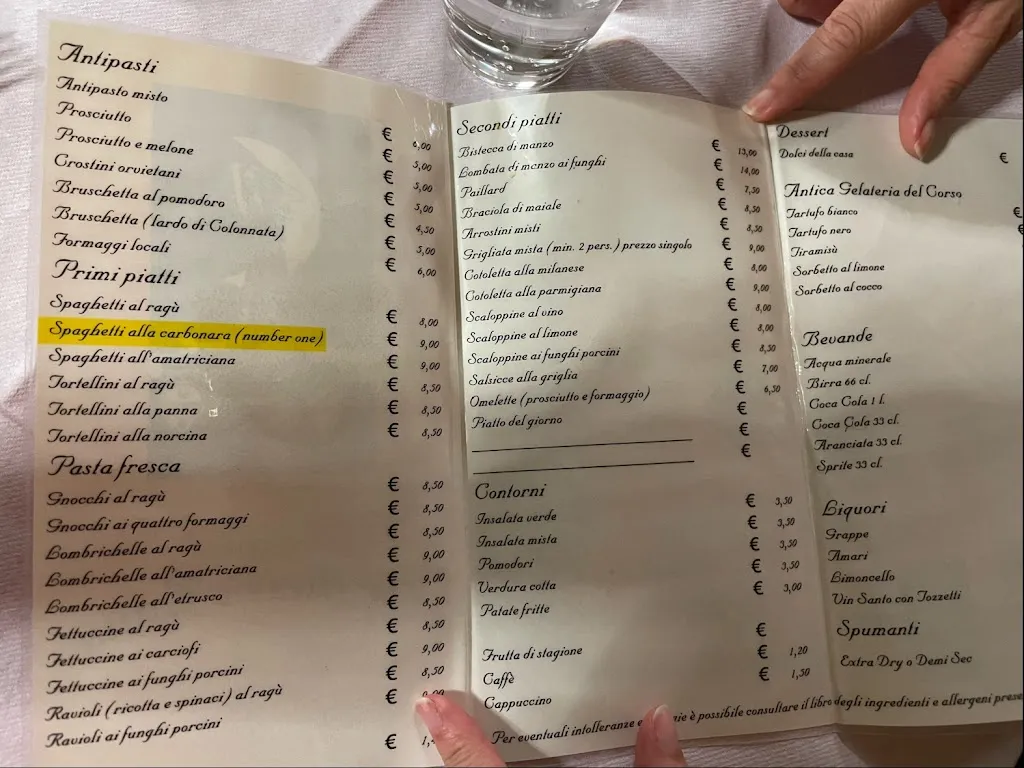 Antipasti
Antipasto misto € 6,00
Prosciutto € 5,00
Prosciutto e melone € 5,00
Crostini orvietani € 5,00
Bruschetta al pomodoro € 4,50
Bruschetta (lardo di Colonnata) € 5,00
Formaggi locali € 6,00
Primi piatti
Spaghetti al ragù € 8,00
Spaghetti alla carbonara (number one) € 9,00
Spaghetti all'amatriciana € 9,00
Tortellini al ragù € 8,50
Tortellini alla panna € 8,50
Tortellini alla norcina € 8,50
Pasta fresca
Gnocchi al ragù € 8,50
Gnocchi ai quattro formaggi € 8,50
Lombrichelle al ragù € 8,50
Lombrichelle all'amatriciana € 9,00
Lombrichelle all'etrusco € 9,00
Fettuccine al ragù € 8,50
Fettuccine ai carciofi € 8,50
Fettuccine ai funghi porcini € 9,00
Ravioli (ricotta e spinaci) al ragù € 8,50
Ravioli ai funghi porcini €
€
Secondi piatti
Bistecca di manzo € 13,00
Lombata di manzo ai funghi € 14,00
Paillard € 7,50
Braciola di maiale € 8,50
Arrostini misti € 8,50
Grigliata mista (min. 2 pers.) prezzo singolo € 9,00
Cotoletta alla milanese € 8,00
Cotoletta alla parmigiana € 9,00
Scaloppine al vino € 8,00
Scaloppine al limone € 8,00
Scaloppine ai funghi porcini € 8,50
Salsicce alla griglia € 7,00
Omelette (prosciutto e formaggio) € 6,50
Piatto del giorno €
€
Contorni
Insalata verde € 3,50
Insalata mista € 3,50
Pomodori € 3,50
Verdura cotta € 3,50
Patate fritte € 3,00
Frutta di stagione €
Caffè € 1,20
Cappuccino € 1,50
Per eventuali intolleranze e è possibile consultare il libro degli ingredienti e allergeni
Dessert
Dolci della casa €
Antica Gelateria del Corso
Tartufo bianco €
Tartufo nero €
Tiramisù
Sorbetto al limone
Sorbetto al cocco
Bevande
Acqua minerale
Birra 66 cl.
Coca Cola 1 l.
Coca Cola 33 cl.
Aranciata 33 cl.
Sprite 33 cl.
Liquori
Grappe
Amari
Limoncello
Vin Santo con Tozzetti
Spumanti
Extra Dry o Demi Sec